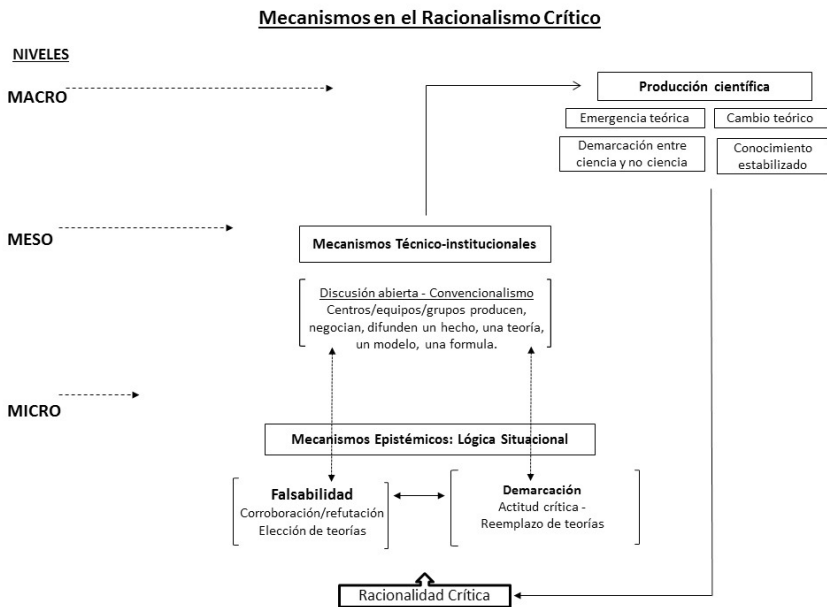 Mecanismos en el Racionalismo Crítico
NIVELES
MACRO
Producción científica
Emergencia teórica
Cambio teórico
Demarcación entre
ciencia y no ciencia
Conocimiento
estabilizado
MESO
Mecanismos Técnico-institucionales
Discusión abierta - Convencionalismo
Centros/equipos/grupos producen,
negocian, difunden un hecho, una teoría,
un modelo, una formula.
MICRO
Mecanismos Epistémicos: Lógica Situacional
Falsabilidad
Corroboración/refutación
Elección de teorías
Demarcación
Actitud crítica -
Reemplazo de teorías
Racionalidad Crítica